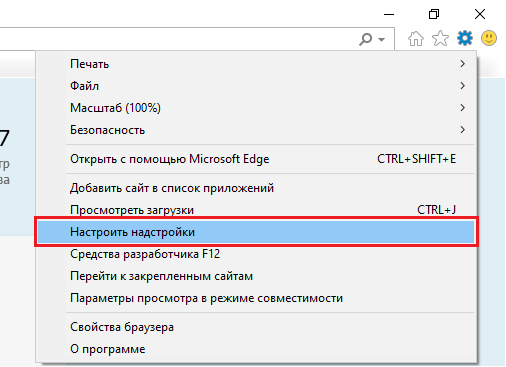 Печать
Файл
Масштаб (100%)
Безопасность
Открыть с помощью Microsoft Edge CTRL+SHIFT+E
Добавить сайт в список приложений
Просмотреть загрузки CTRL+J
Настроить надстройки
Средства разработчика F12
Перейти к закрепленным сайтам
Параметры просмотра в режиме совместимости
Свойства браузера
О программе
7
тр
ва